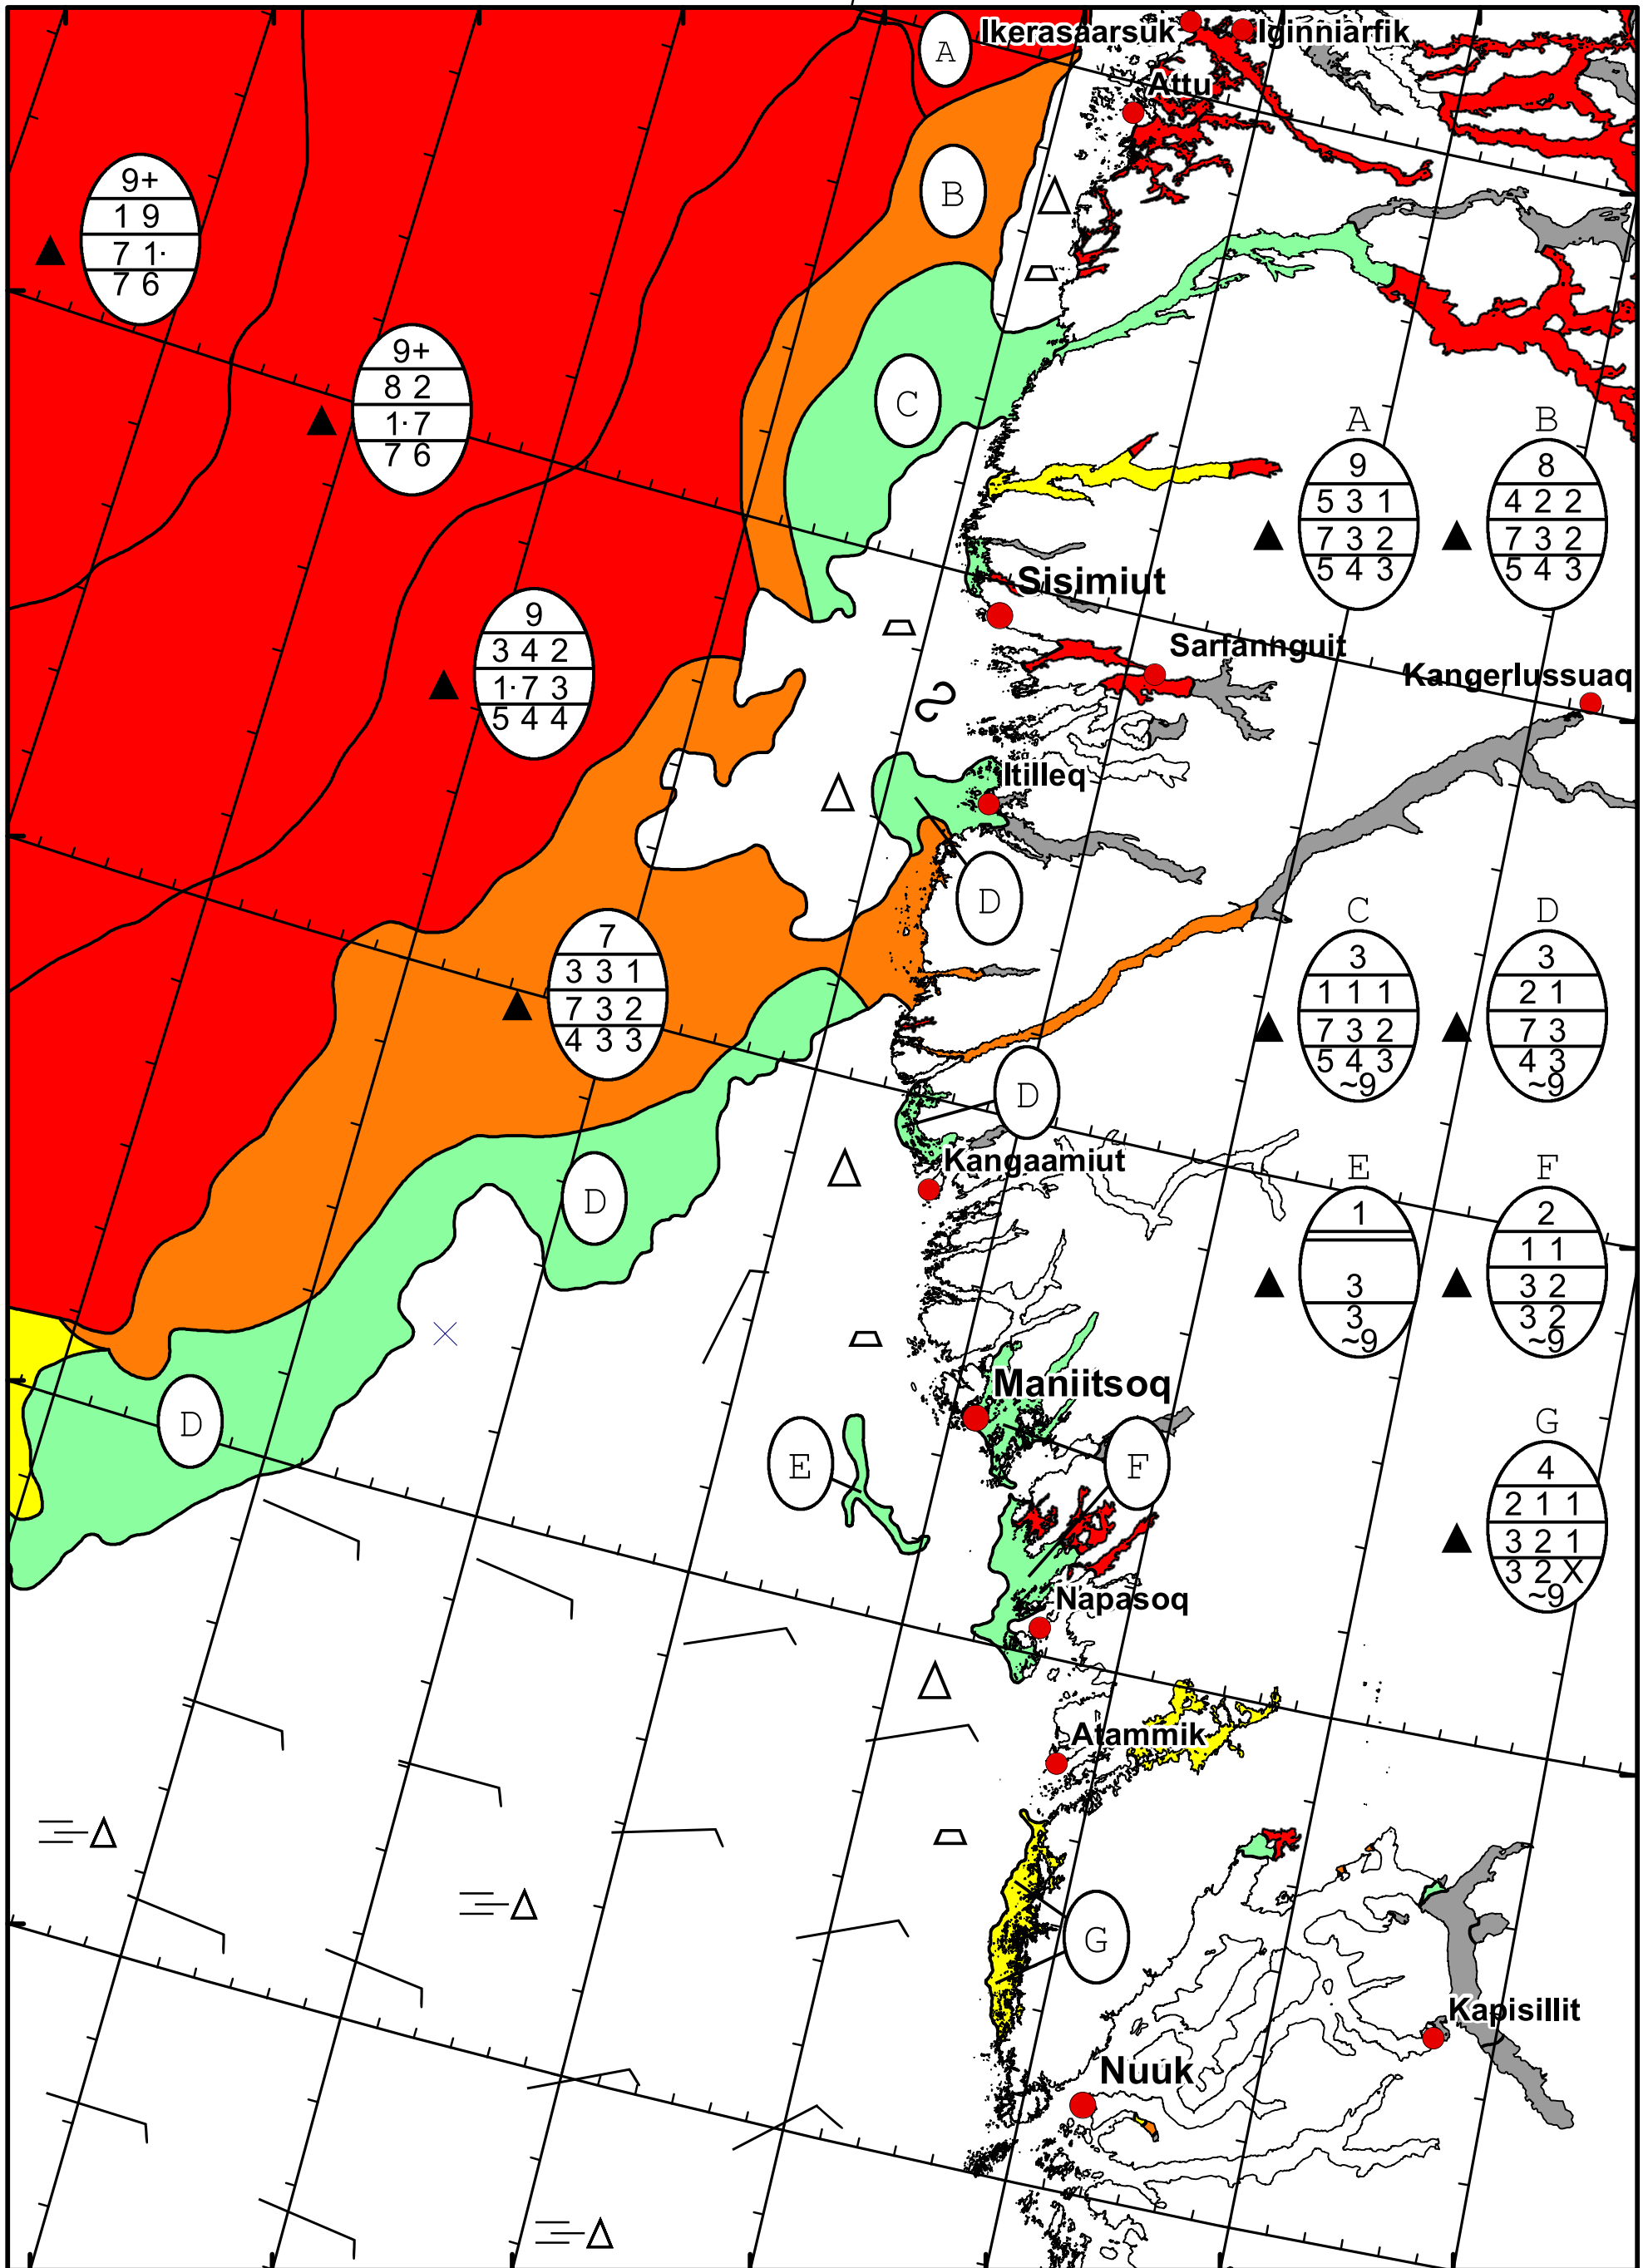 A
Ikerasaarsuk
Iginniarfik
Attu
B
9+
1 9
7 1·
7 6
9+
8 2
1·7
7 6
C
A
9
5 3 1
7 3 2
5 4 3
B
8
4 2 2
7 3 2
5 4 3
Sisimiut
Sarfannguit
Kangerlussuaq
9
3 4 2
1·7 3
5 4 4
Itilleq
D
7
3 3 1
7 3 2
4 3 3
C
3
1 1 1
7 3 2
5 4 3
~9
D
3
2 1
7 3
4 3
~9
D
Kangaamiut
D
E
1
3
3
~9
F
2
1 1
3 2
3 2
~9
Maniitsoq
D
E
F
G
4
2 1 1
3 2 1
3 2 X
~9
Napasoq
Atammik
G
Kapisillit
Nuuk